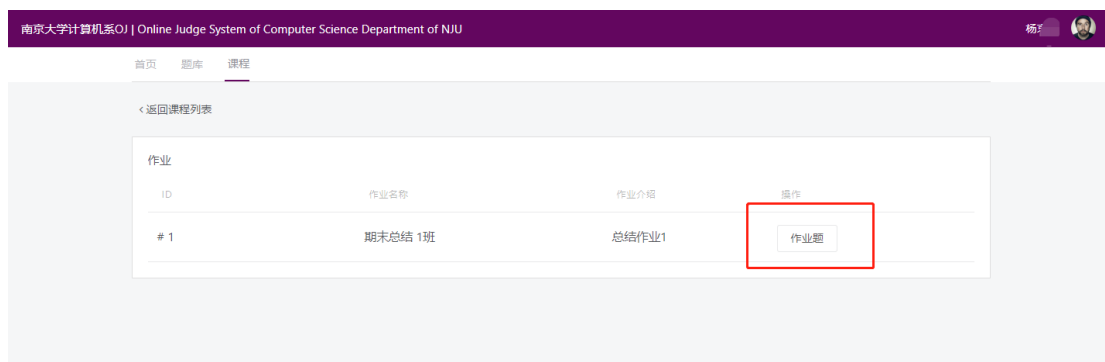 南京大学计算机系OJ | Online Judge System of Computer Science Department of NJU
杨
首页 题库 课程
<返回课程列表
作业
ID 作业名称 作业介绍 操作
# 1 期末总结 1班 总结作业1 作业题